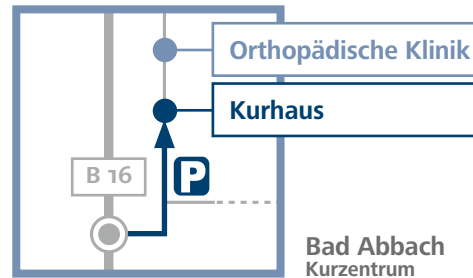 Orthopädische Klinik
Kurhaus
B 16
P
Bad Abbach
Kurzentrum